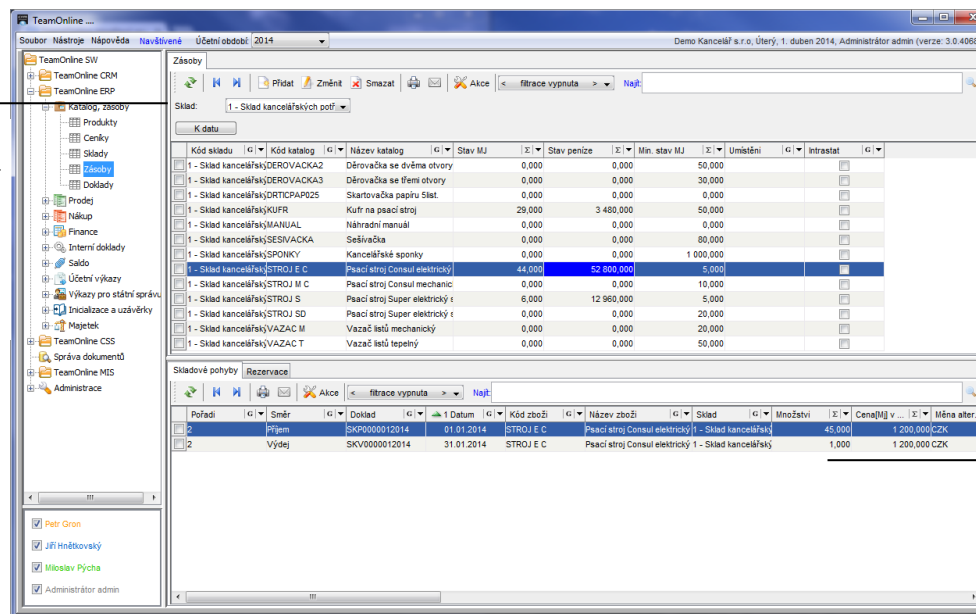 TeamOnline ....
Soubor Nástroje Nápověda Navštívené Účetní období: 2014 Demo Kancelář s.r.o, Úterý, 1. duben 2014, Administrátor admin (verze: 3.0.4068
TeamOnline SW
TeamOnline CRM
TeamOnline ERP
Katalog, zásoby
Produkty
Ceníky
Sklady
Zásoby
Doklady
Prodej
Nákup
Finance
Interní doklady
Saldo
Účetní výkazy
Výkazy pro státní správu
Inicializace a uzávěrky
Majetek
TeamOnline CSS
Správa dokumentů
TeamOnline MIS
Administrace
Petr Gron
Jiří Hnětkovský
Miloslav Pýcha
Administrátor admin
Zásoby
Přidat Změnit Smazat Akce < filtrace vypnuta > Najít:
Sklad: 1 - Sklad kancelářských potř.
K datu
Kód skladu G Kód katalog G Název katalog G Stav MJ Σ Stav peníze Σ Min. stav MJ Σ Umístění G Intrastat G
1 - Sklad kancelářský DEROVACKA2 Děrovačka se dvěma otvory 0,000 0,000 50,000
1 - Sklad kancelářský DEROVACKA3 Děrovačka se třemi otvory 0,000 0,000 30,000
1 - Sklad kancelářský DRTICPAP025 Skartovačka papíru 5list. 0,000 0,000 0,000
1 - Sklad kancelářský KUFR Kufr na psací stroj 29,000 3 480,000 50,000
1 - Sklad kancelářský MANUAL Náhradní manuál 0,000 0,000 0,000
1 - Sklad kancelářský SESIVACKA Sešívačka 0,000 0,000 80,000
1 - Sklad kancelářský SPONKY Kancelářské sponky 0,000 0,000 1 000,000
1 - Sklad kancelářský STROJ E C Psací stroj Consul elektrický 44,000 52 800,000 5,000
1 - Sklad kancelářský STROJ M C Psací stroj Consul mechanic 0,000 0,000 10,000
1 - Sklad kancelářský STROJ S Psací stroj Super elektrický s 6,000 12 960,000 5,000
1 - Sklad kancelářský STROJ SD Psací stroj Super elektrický s 0,000 0,000 20,000
1 - Sklad kancelářský VAZAC M Vazač listů mechanický 0,000 0,000 20,000
1 - Sklad kancelářský VAZAC T Vazač listů tepelný 0,000 0,000 50,000
Skladové pohyby Rezervace
Akce < filtrace vypnuta > Najít:
Pořadí G Směr G Doklad G 1 Datum G Kód zboží G Název zboží G Sklad G Množství Σ Cena[Mj] v ... Σ Měna alter.
2 Příjem SKP0000012014 01.01.2014 STROJ E C Psací stroj Consul elektrický 1 - Sklad kancelářský 45,000 1 200,000 CZK
2 Výdej SKV0000012014 31.01.2014 STROJ E C Psací stroj Consul elektrický 1 - Sklad kancelářský 1,000 1 200,000 CZK